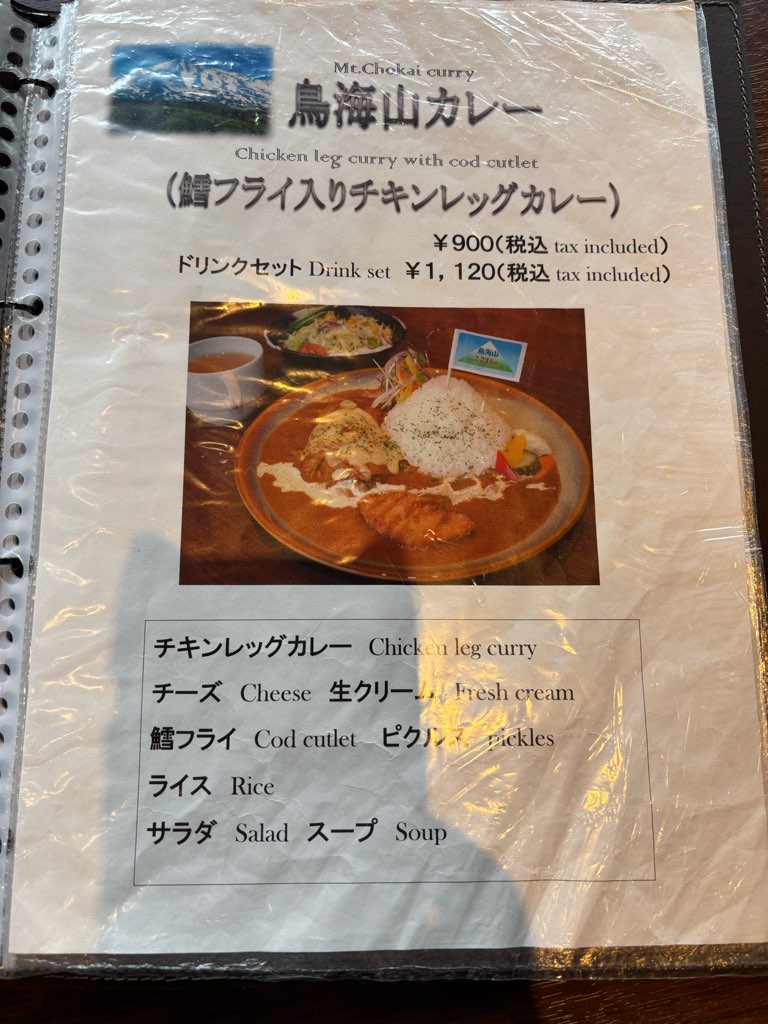 Mt.Chokai curry
鳥海山カレー
Chicken leg curry with cod cutlet
（鱈フライ入りチキンレッグカレー）
￥900（税込 tax included）
ドリンクセット Drink set ￥1，120（税込 tax included）
鳥海山
2,236m
チキンレッグカレー Chicken leg curry
チーズ Cheese 生クリーム Fresh cream
鱈フライ Cod cutlet ピクルス pickles
ライス Rice
サラダ Salad スープ Soup